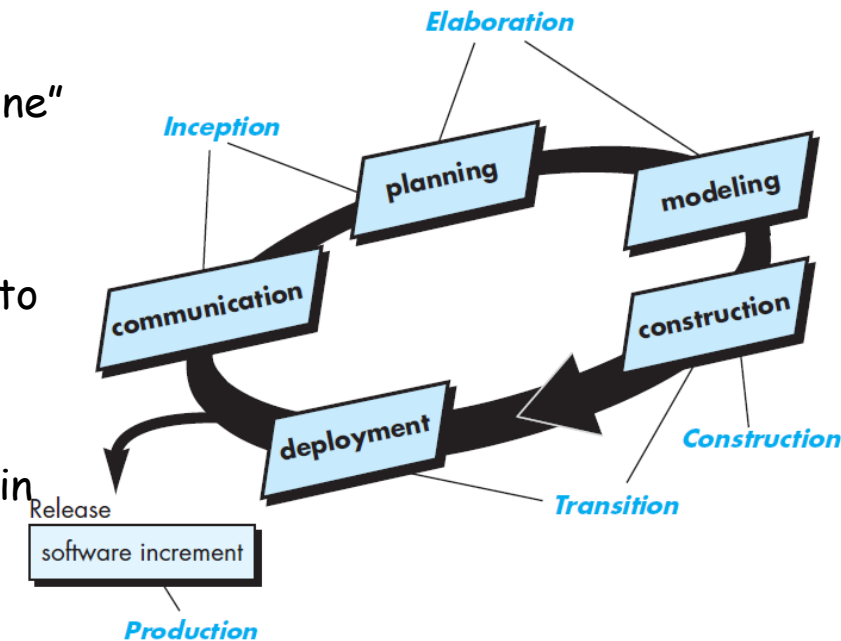 Elaboration
ne”
Inception
planning
modeling
to
communication
construction
deployment
Construction
in
Release
Transition
software increment
Production